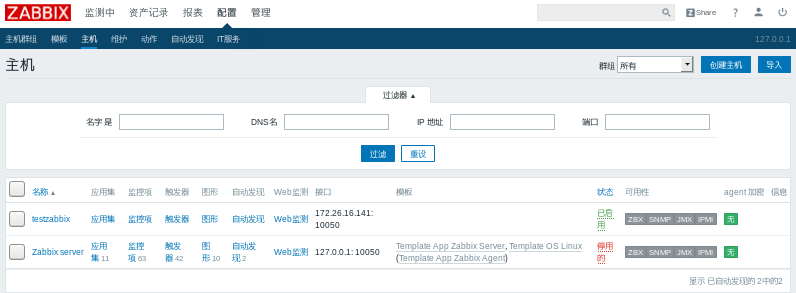 ZABBIX 监测中 资产记录 报表 配置 管理 Z Share ?
主机群组 模板 主机 维护 动作 自动发现 IT服务 127.0.0.1
主机 群组 所有 创建主机 导入
过滤器 ▲
名字 是 DNS名 IP 地址 端口
过滤 重设
名称 ▲ 应用集 监控项 触发器 图形 自动发现 Web监测 接口 模板 状态 可用性 agent 加密 信息
testzabbix 应用集 监控项 触发器 图形 自动发现 Web监测 172.26.16.141: 已启 ZBX SNMP JMX IPMI 无
10050 用
Zabbix server 应用 监控 触发 图 自动发 Web监测 127.0.0.1: 10050 Template App Zabbix Server, Template OS Linux 停用 ZBX SNMP JMX IPMI 无
集 11 项 63 器 42 形 10 现 2 (Template App Zabbix Agent) 的
显示 已自动发现的 2中的2